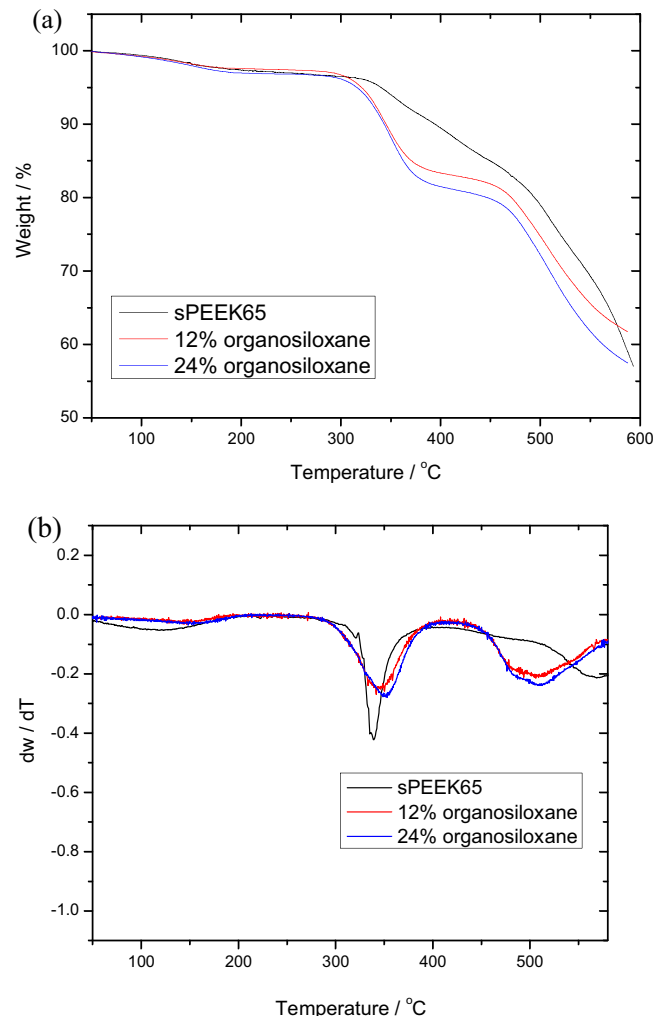 (a)
100
90
80
70
60
50
Weight / %
sPEEK65
12% organosiloxane
24% organosiloxane
100 200 300 400 500 600
Temperature / °C
(b)
0.2
0.0
-0.2
-0.4
-0.6
-0.8
-1.0
dw / dT
sPEEK65
12% organosiloxane
24% organosiloxane
100 200 300 400 500
Temperature / °C